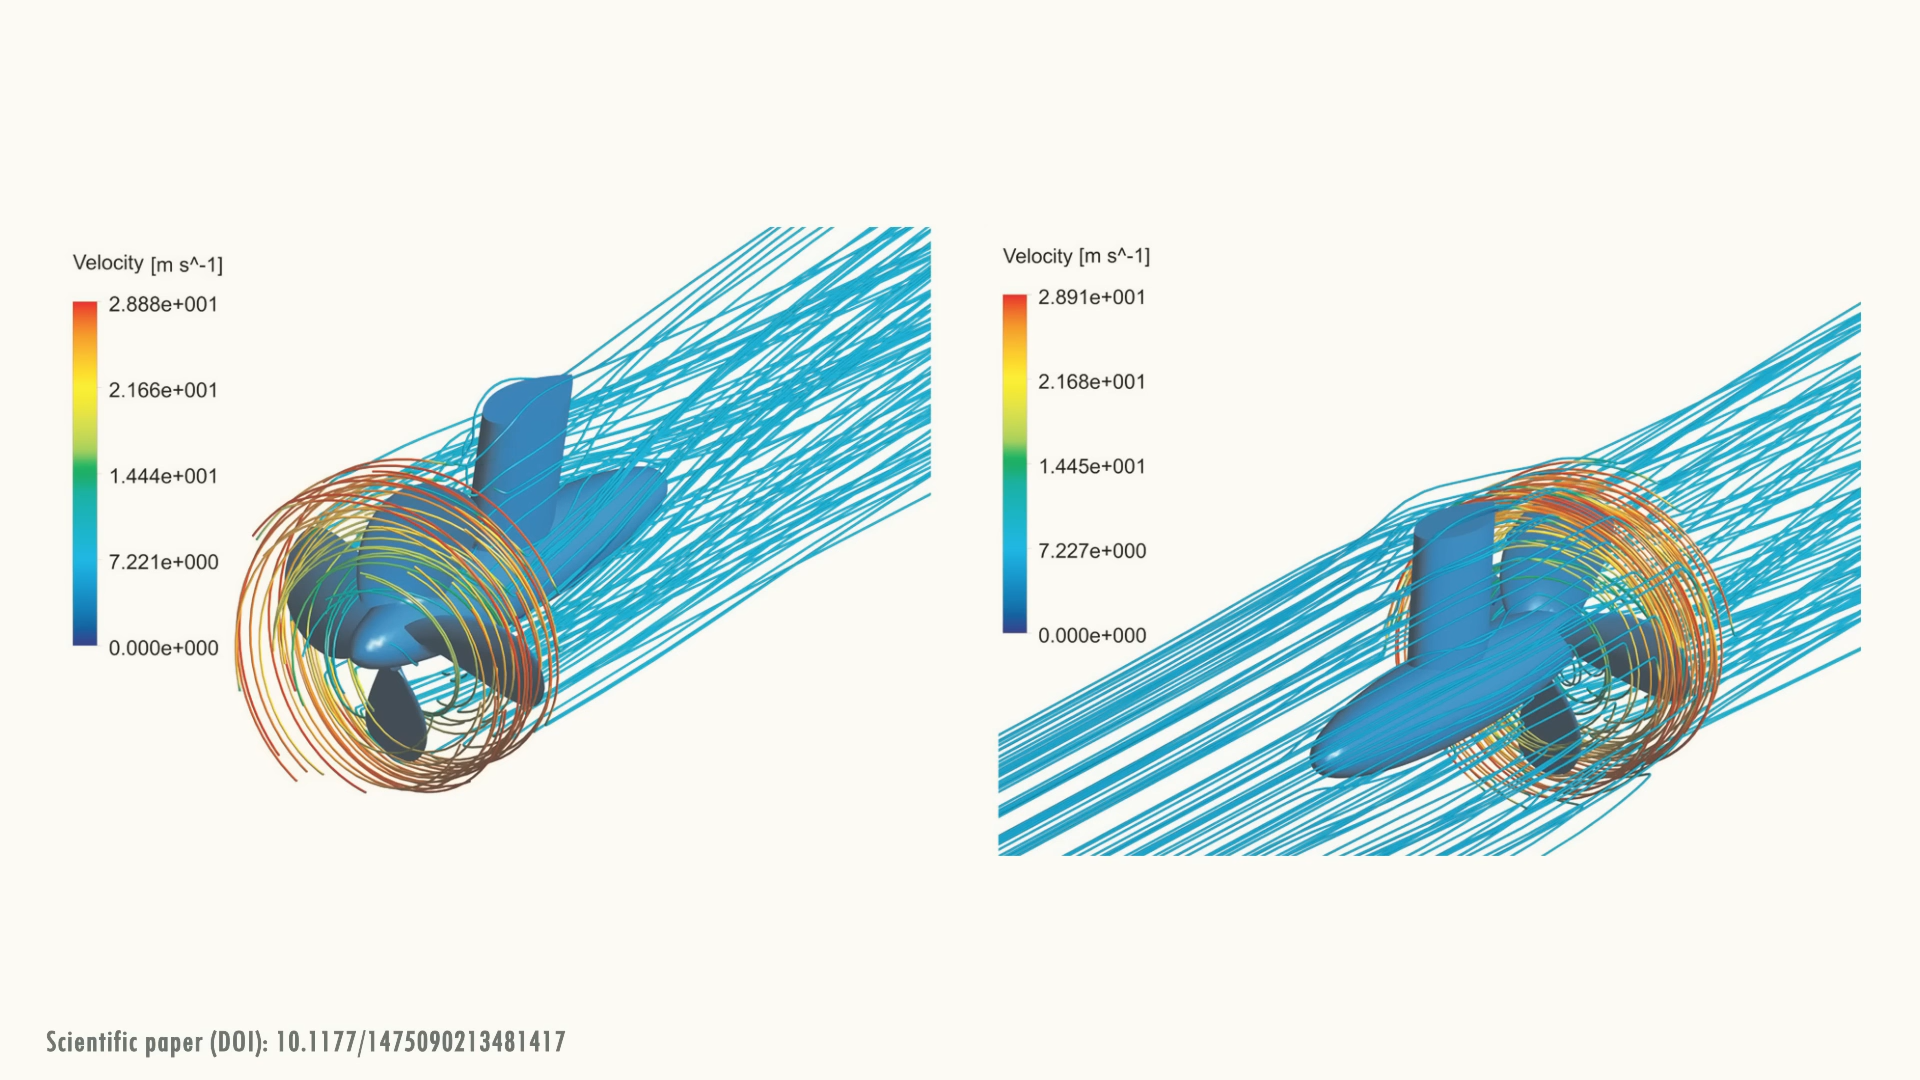 Velocity [m s^-1]
2.888e+001
2.166e+001
1.444e+001
7.221e+000
0.000e+000
Velocity [m s^-1]
2.891e+001
2.168e+001
1.445e+001
7.227e+000
0.000e+000
Scientific paper (DOI): 10.1177/1475090213481417